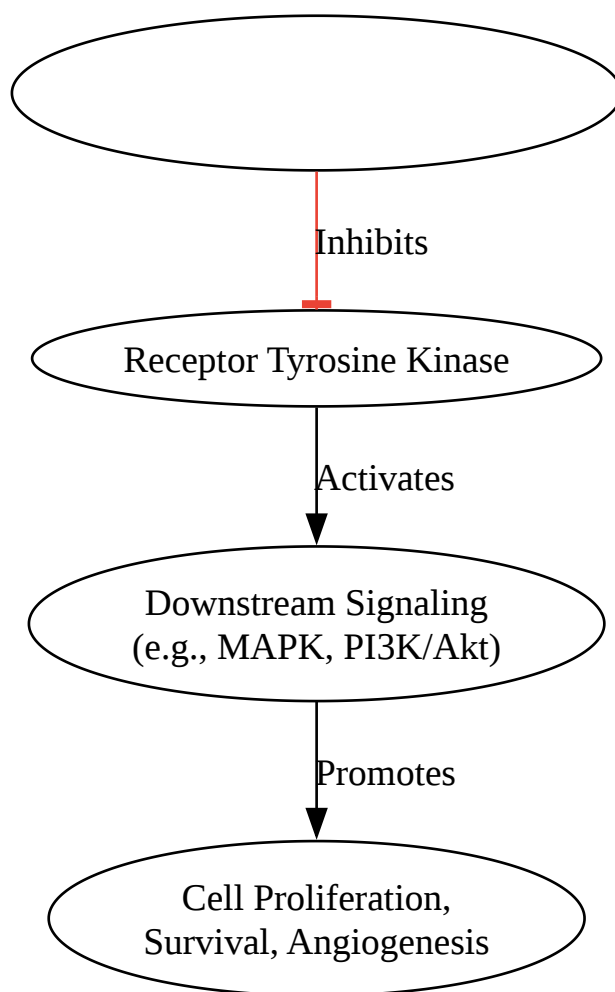 Inhibits
Receptor Tyrosine Kinase
Activates
Downstream Signaling
(e.g., MAPK, PI3K/Akt)
Promotes
Cell Proliferation,
Survival, Angiogenesis